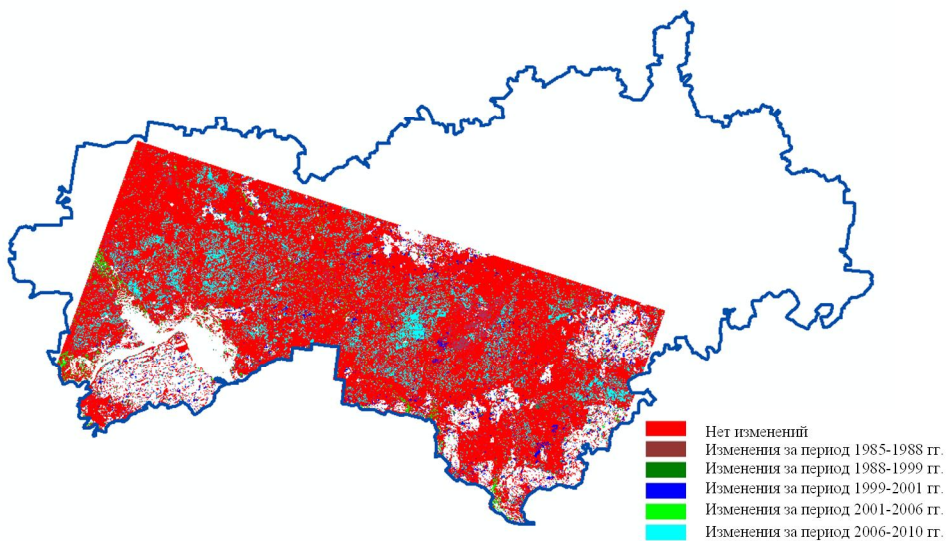 Нет изменений
Изменения за период 1985-1988 гг.
Изменения за период 1988-1999 гг.
Изменения за период 1999-2001 гг.
Изменения за период 2001-2006 гг.
Изменения за период 2006-2010 гг.